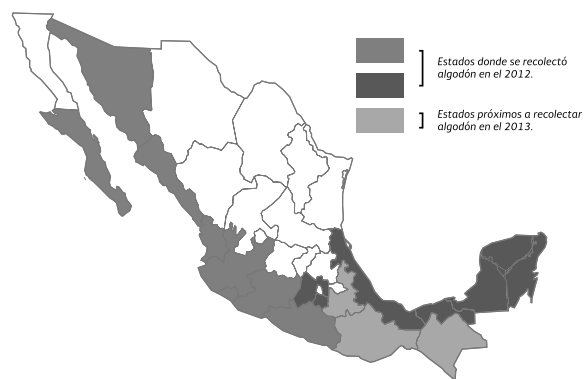 Estados donde se recolectó
algodón en el 2012.
Estados próximos a recolectar
algodón en el 2013.